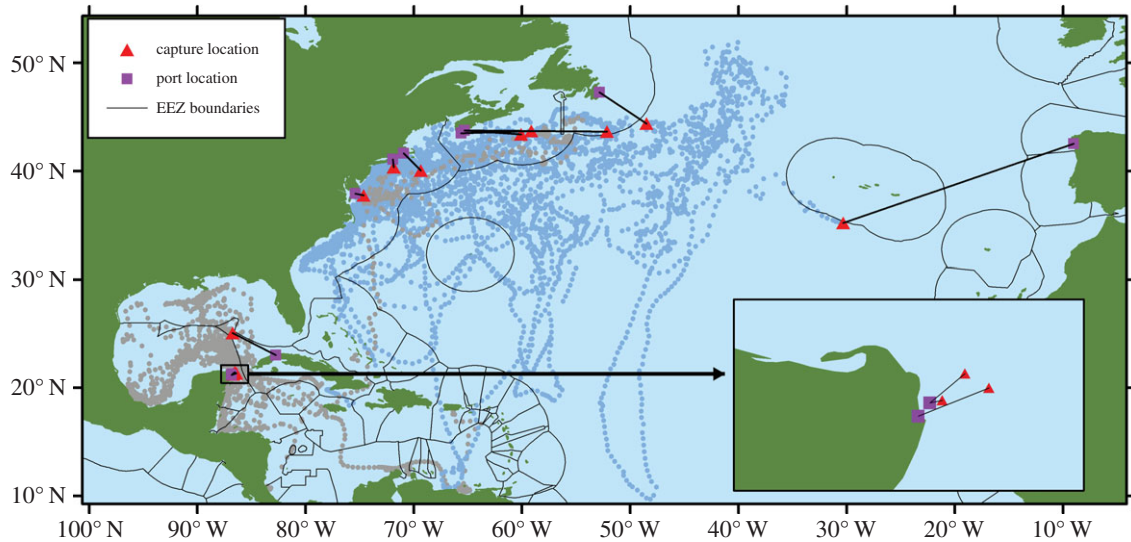 capture location
port location
EEZ boundaries
50° N
40° N
30° N
20° N
10° N
100° N 90° W 80° W 70° W 60° W 50° W 40° W 30° W 20° W 10° W